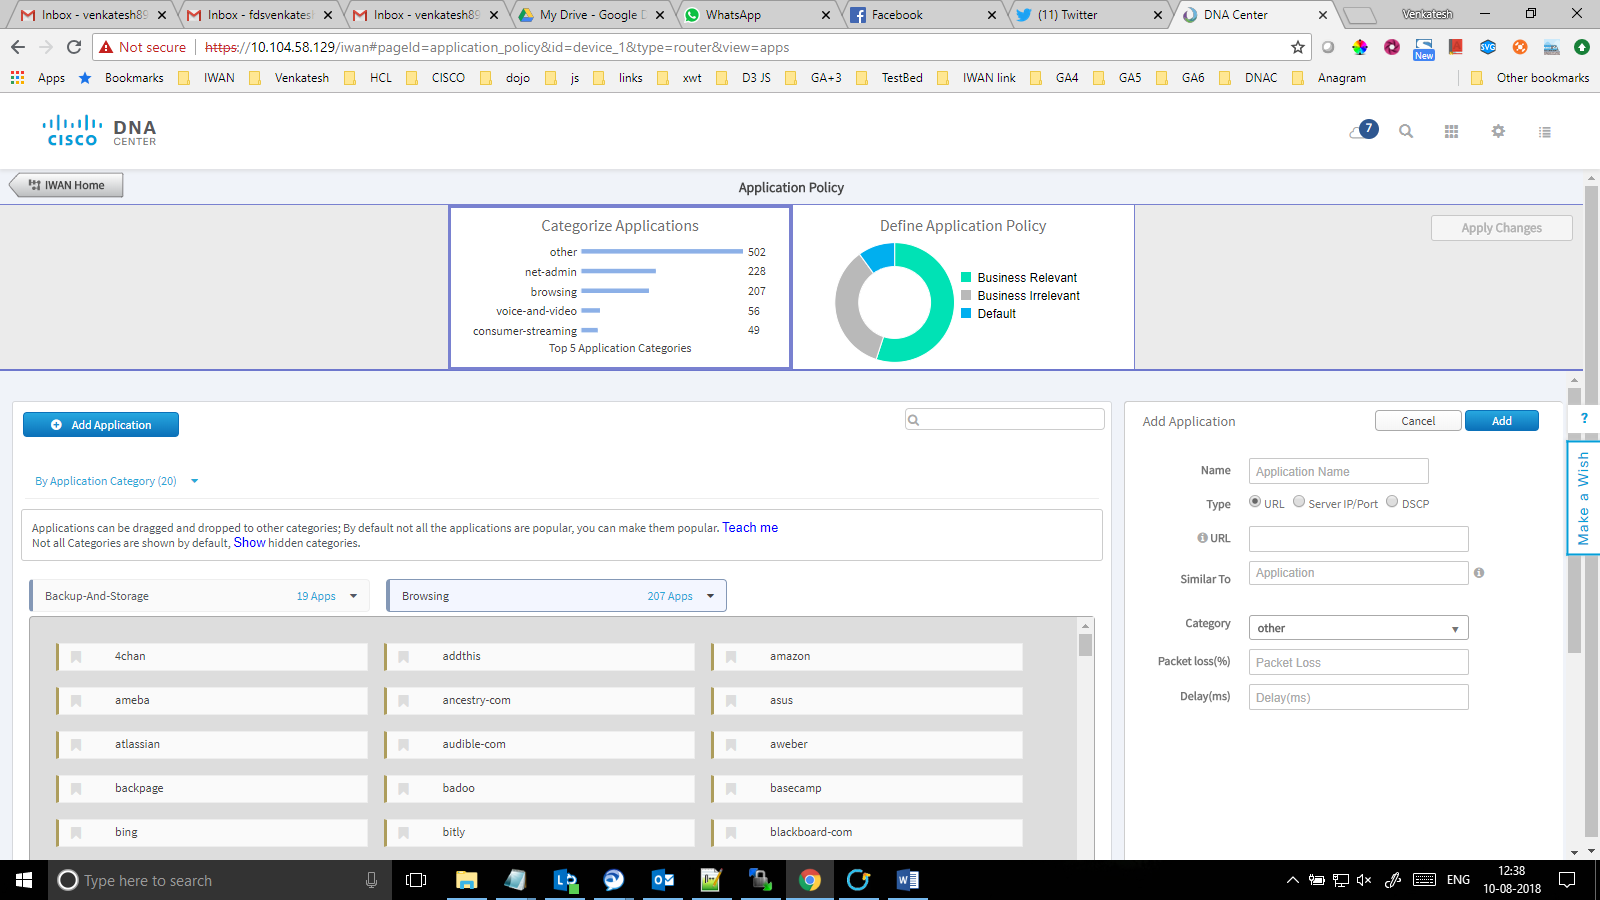 Inbox - venkatesh89
Inbox - fdsvenkatesh
Inbox - venkatesh89
My Drive - Google D
WhatsApp
Facebook
(11) Twitter
DNA Center
Venkatesh
Not secure
https://10.104.58.129/iwan#pageId=application_policy&id=device_1&type=router&view=apps
New
SVG
Apps
Bookmarks
IWAN
Venkatesh
HCL
CISCO
dojo
js
links
xwt
D3 JS
GA+3
TestBed
IWAN link
GA4
GA5
GA6
DNAC
Anagram
Other bookmarks
CISCO
DNA
CENTER
7
IWAN Home
Application Policy
Categorize Applications
other 502
net-admin 228
browsing 207
voice-and-video 56
consumer-streaming 49
Top 5 Application Categories
Define Application Policy
Business Relevant
Business Irrelevant
Default
Apply Changes
Add Application
By Application Category (20)
Applications can be dragged and dropped to other categories; By default not all the applications are popular, you can make them popular. Teach me
Not all Categories are shown by default, Show hidden categories.
Backup-And-Storage 19 Apps
Browsing 207 Apps
4chan addthis amazon
ameba ancestry-com asus
atlassian audible-com aweber
backpage badoo basecamp
bing bitly blackboard-com
Add Application
Cancel
Add
Name Application Name
Type URL Server IP/Port DSCP
URL
Similar To Application
Category other
Packet loss(%) Packet Loss
Delay(ms) Delay(ms)
?
Make a Wish
Type here to search
ENG
12:38
10-08-2018